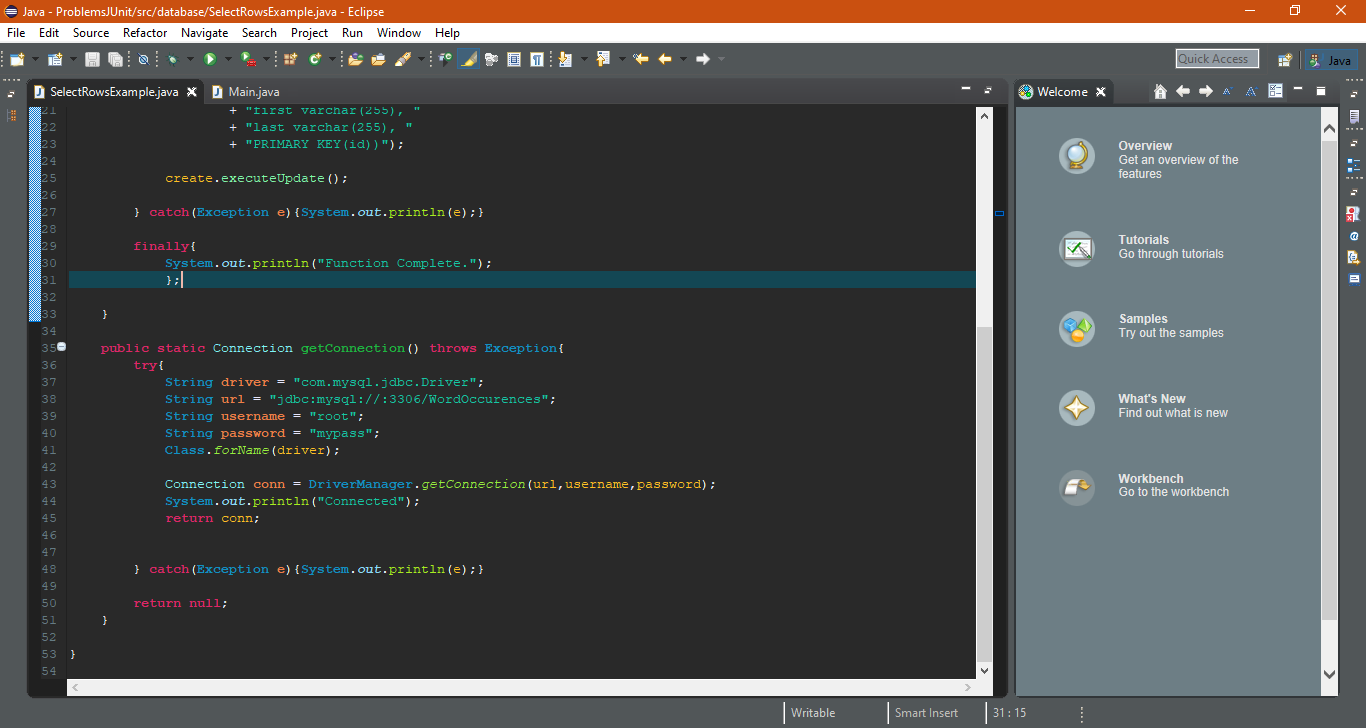 Java - ProblemsJUnit/src/database/SelectRowsExample.java - Eclipse
File Edit Source Refactor Navigate Search Project Run Window Help
Quick Access
Java
SelectRowsExample.java
Main.java
21 + "first varchar(255), "
22 + "last varchar(255), "
23 + "PRIMARY KEY(id))");
24
25 create.executeUpdate();
26
27 } catch(Exception e){System.out.println(e);}
28
29 finally{
30 System.out.println("Function Complete.");
31 };
32
33 }
34
35 public static Connection getConnection() throws Exception{
36 try{
37 String driver = "com.mysql.jdbc.Driver";
38 String url = "jdbc:mysql://:3306/WordOccurences";
39 String username = "root";
40 String password = "mypass";
41 Class.forName(driver);
42
43 Connection conn = DriverManager.getConnection(url,username,password);
44 System.out.println("Connected");
45 return conn;
46
47
48 } catch(Exception e){System.out.println(e);}
49
50 return null;
51 }
52
53 }
54
Welcome
Overview
Get an overview of the
features
Tutorials
Go through tutorials
Samples
Try out the samples
What's New
Find out what is new
Workbench
Go to the workbench
Writable
Smart Insert
31 : 15